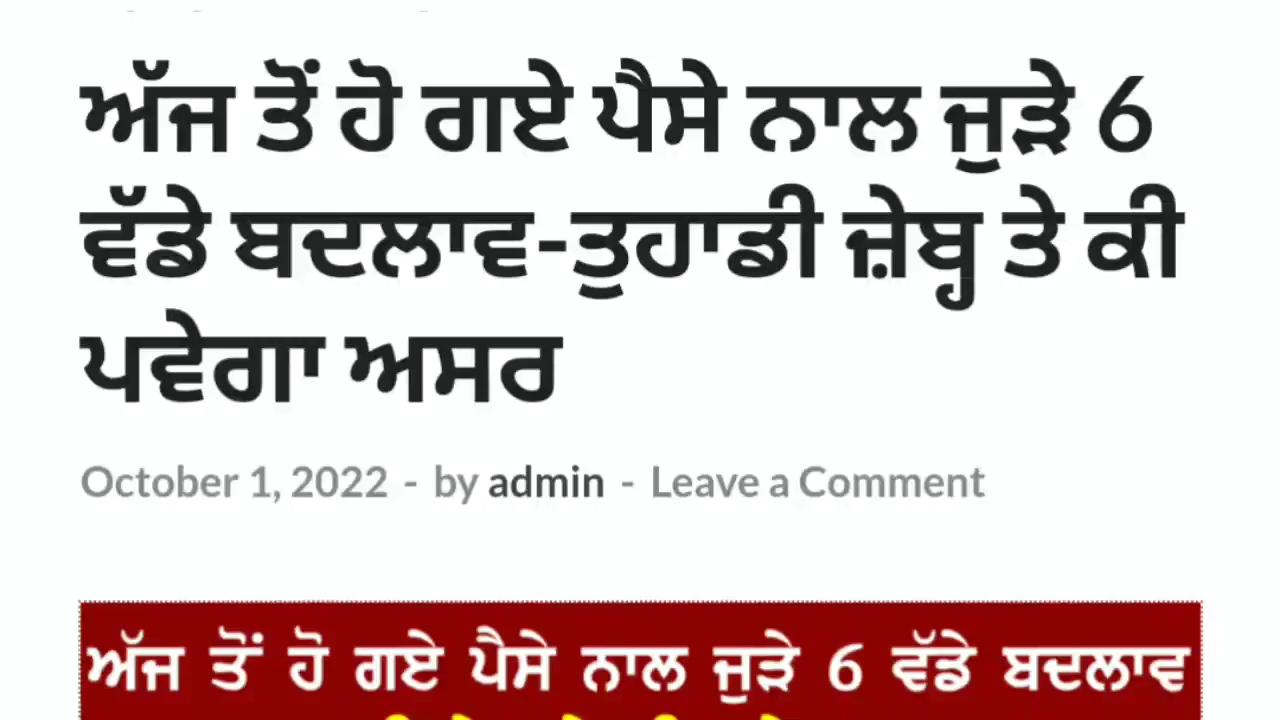 ਅੱਜ ਤੋਂ ਹੋ ਗਏ ਪੈਸੇ ਨਾਲ ਜੁੜੇ 6
ਵੱਡੇ ਬਦਲਾਵ-ਤੁਹਾਡੀ ਜ਼ੇਬ੍ਹ ਤੇ ਕੀ
ਪਵੇਗਾ ਅਸਰ
October 1, 2022 - by admin - Leave a Comment
ਅੱਜ ਤੋਂ ਹੋ ਗਏ ਪੈਸੇ ਨਾਲ ਜੁੜੇ 6 ਵੱਡੇ ਬਦਲਾਵ